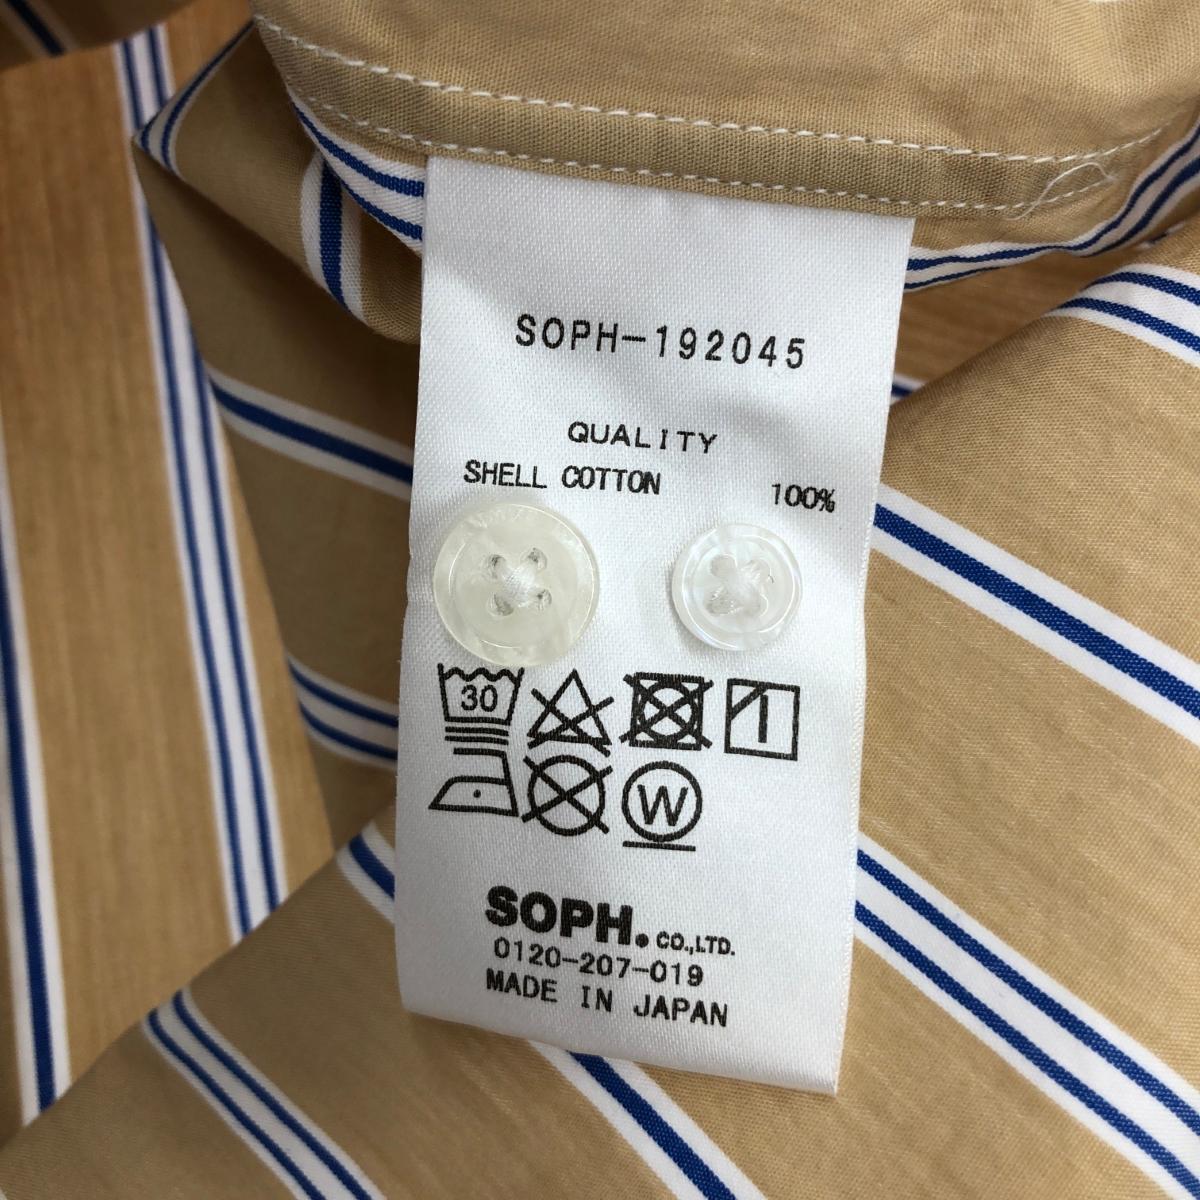 SOPH-192045
QUALITY
SHELL COTTON 100%
30
W
SOPH. CO.,LTD.
0120-207-019
MADE IN JAPAN